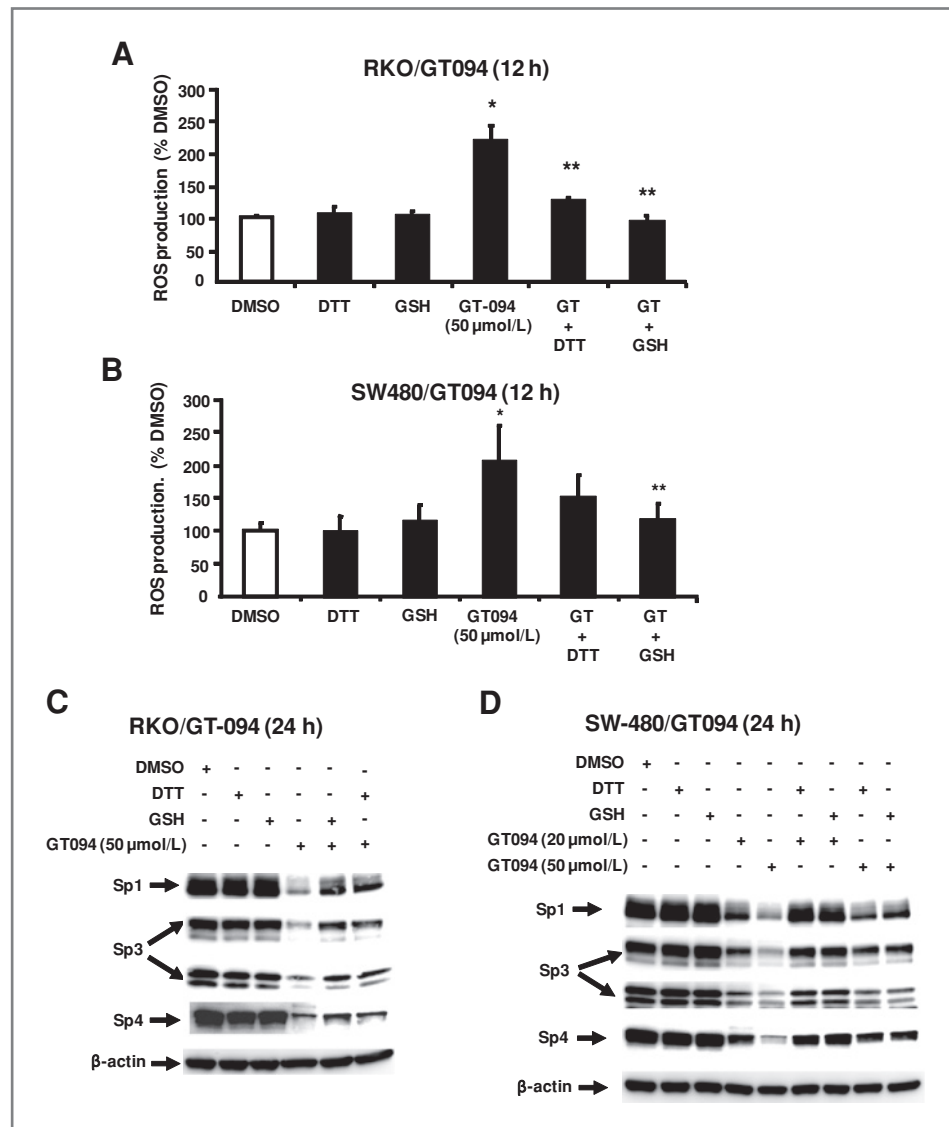 A
RKO/GT094 (12 h)
ROS production (% DMSO)
300
250
200
150
100
50
0
*
**
**
DMSO DTT GSH GT-094 (50 µmol/L) GT + DTT GT + GSH
B
SW480/GT094 (12 h)
ROS production. (% DMSO)
300
250
200
150
100
50
0
*
**
DMSO DTT GSH GT094 (50 µmol/L) GT + DTT GT + GSH
C
RKO/GT-094 (24 h)
DMSO + - - - - -
DTT - + - - - +
GSH - - + - + -
GT094 (50 µmol/L) - - - + + +
Sp1
Sp3
Sp4
β-actin
D
SW-480/GT094 (24 h)
DMSO + - - - - - - - -
DTT - + - - - + - + -
GSH - - + - - - + - +
GT094 (20 µmol/L) - - - + - + + - -
GT094 (50 µmol/L) - - - - + - - + +
Sp1
Sp3
Sp4
β-actin